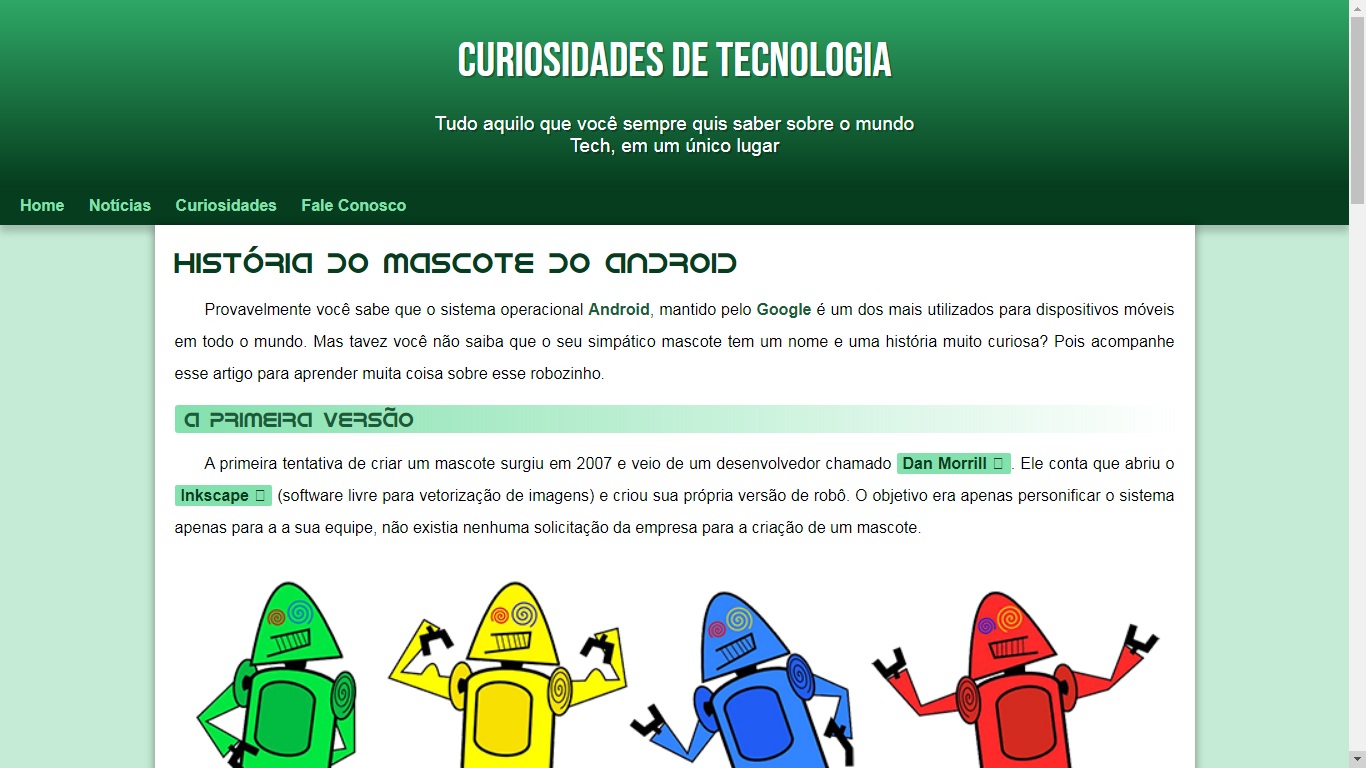 CURIOSIDADES DE TECNOLOGIA
Tudo aquilo que você sempre quis saber sobre o mundo
Tech, em um único lugar
Home Notícias Curiosidades Fale Conosco
HISTÓRIA DO MASCOTE DO ANDROID
Provavelmente você sabe que o sistema operacional Android, mantido pelo Google é um dos mais utilizados para dispositivos móveis
em todo o mundo. Mas tavez você não saiba que o seu simpático mascote tem um nome e uma história muito curiosa? Pois acompanhe
esse artigo para aprender muita coisa sobre esse robozinho.
A PRIMEIRA VERSÃO
A primeira tentativa de criar um mascote surgiu em 2007 e veio de um desenvolvedor chamado Dan Morrill. Ele conta que abriu o
Inkscape (software livre para vetorização de imagens) e criou sua própria versão de robô. O objetivo era apenas personificar o sistema
apenas para a a sua equipe, não existia nenhuma solicitação da empresa para a criação de um mascote.